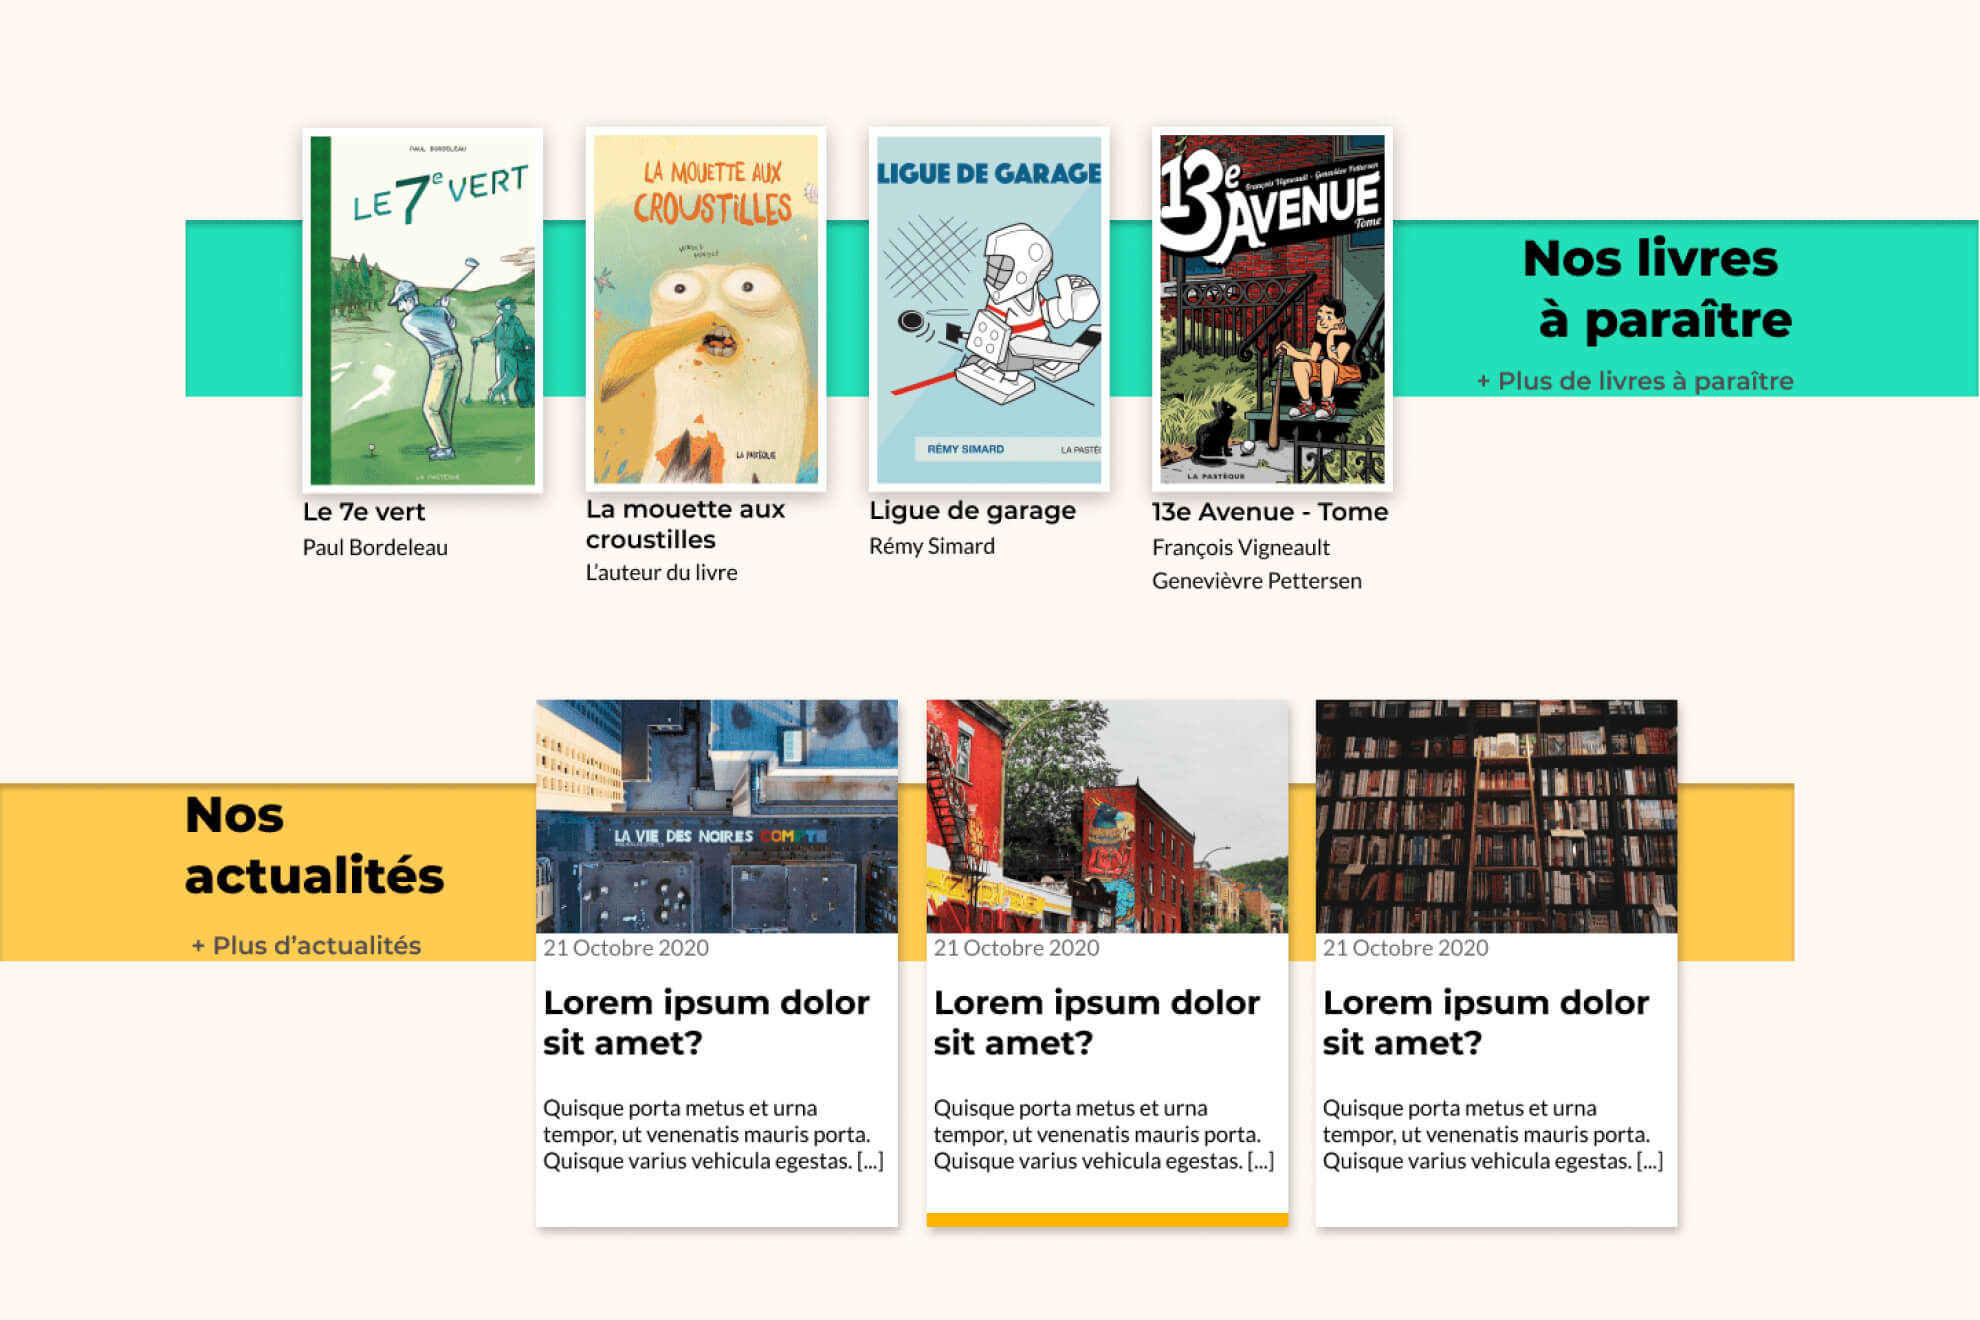 PAUL BORDELEAU
LE 7e VERT
LA PASTÈQUE
LA MOUETTE AUX
CROUSTILLES
LA PASTÈQUE
LIGUE DE GARAGE
RÉMY SIMARD
LA PASTÈ
François Vigneault - Geneviève Pettersen
13e
AVENUE
Tome
LA PASTÈQUE
Nos livres
à paraître
+ Plus de livres à paraître
Le 7e vert
Paul Bordeleau
La mouette aux
croustilles
L'auteur du livre
Ligue de garage
Rémy Simard
13e Avenue - Tome
François Vigneault
Genevièvre Pettersen
Nos
actualités
+ Plus d'actualités
LA VIE DES NOIRES COMPTE
21 Octobre 2020
Lorem ipsum dolor
sit amet?
Quisque porta metus et urna
tempor, ut venenatis mauris porta.
Quisque varius vehicula egestas. [...]
21 Octobre 2020
Lorem ipsum dolor
sit amet?
Quisque porta metus et urna
tempor, ut venenatis mauris porta.
Quisque varius vehicula egestas. [...]
21 Octobre 2020
Lorem ipsum dolor
sit amet?
Quisque porta metus et urna
tempor, ut venenatis mauris porta.
Quisque varius vehicula egestas. [...]